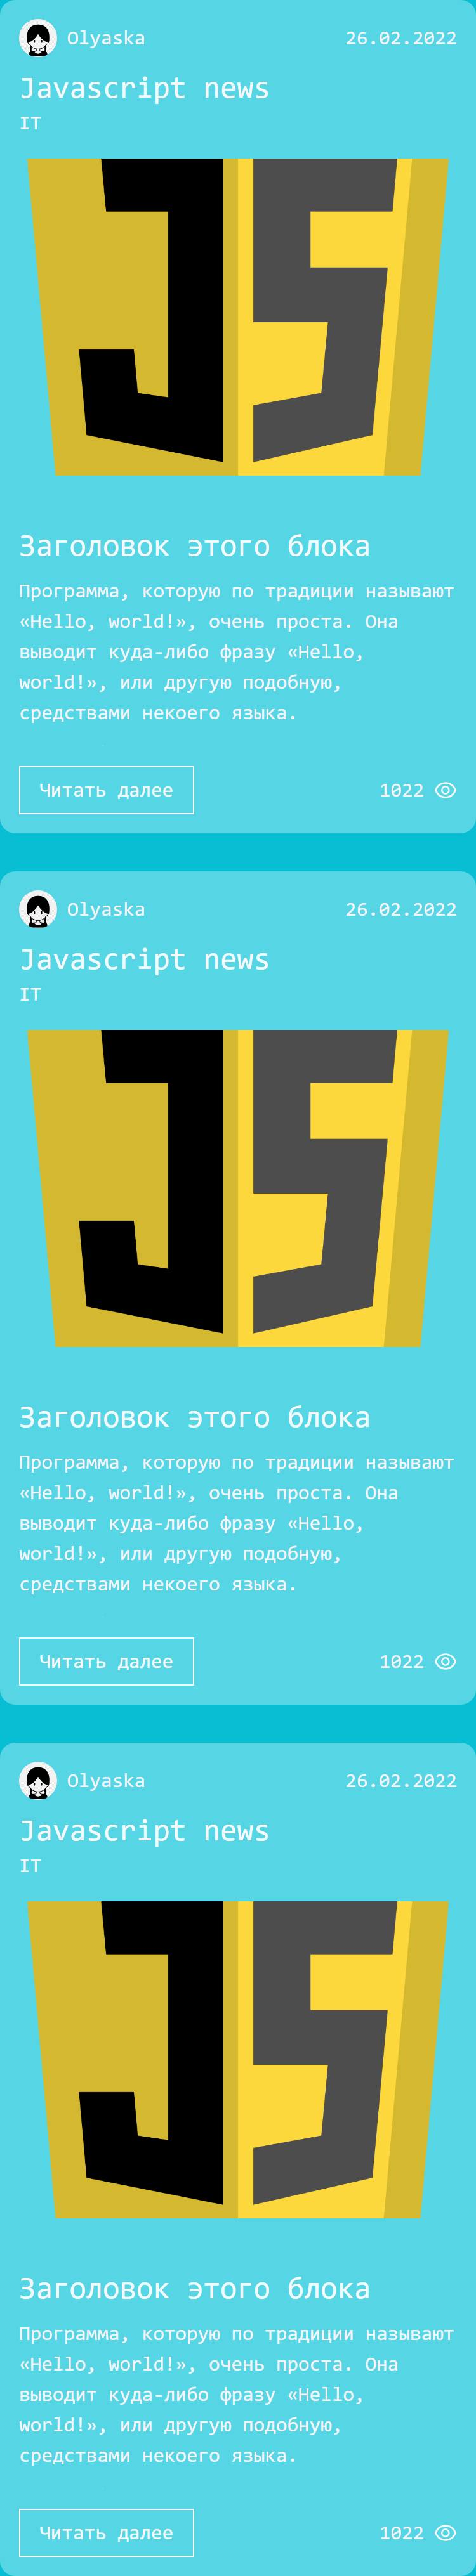 Olyaska 26.02.2022
Javascript news
IT
JS
Заголовок этого блока
Программа, которую по традиции называют
«Hello, world!», очень проста. Она
выводит куда-либо фразу «Hello,
world!», или другую подобную,
средствами некоего языка.
Читать далее 1022
Olyaska 26.02.2022
Javascript news
IT
JS
Заголовок этого блока
Программа, которую по традиции называют
«Hello, world!», очень проста. Она
выводит куда-либо фразу «Hello,
world!», или другую подобную,
средствами некоего языка.
Читать далее 1022
Olyaska 26.02.2022
Javascript news
IT
JS
Заголовок этого блока
Программа, которую по традиции называют
«Hello, world!», очень проста. Она
выводит куда-либо фразу «Hello,
world!», или другую подобную,
средствами некоего языка.
Читать далее 1022